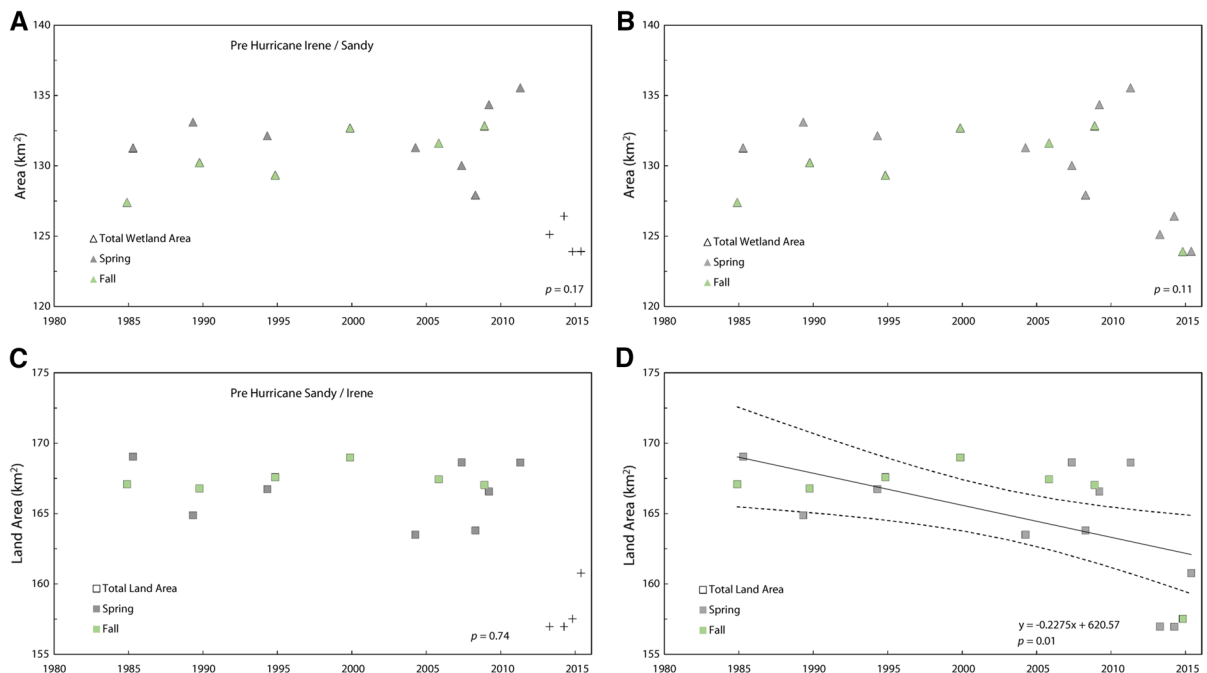 A
Pre Hurricane Irene / Sandy
Area (km²)
140
135
130
125
120
Total Wetland Area
Spring
Fall
p = 0.17
1980 1985 1990 1995 2000 2005 2010 2015
B
Area (km²)
140
135
130
125
120
Total Wetland Area
Spring
Fall
p = 0.11
1980 1985 1990 1995 2000 2005 2010 2015
C
Pre Hurricane Sandy / Irene
Land Area (km²)
175
170
165
160
155
Total Land Area
Spring
Fall
p = 0.74
1980 1985 1990 1995 2000 2005 2010 2015
D
Land Area (km²)
175
170
165
160
155
Total Land Area
Spring
Fall
y = -0.2275x + 620.57
p = 0.01
1980 1985 1990 1995 2000 2005 2010 2015